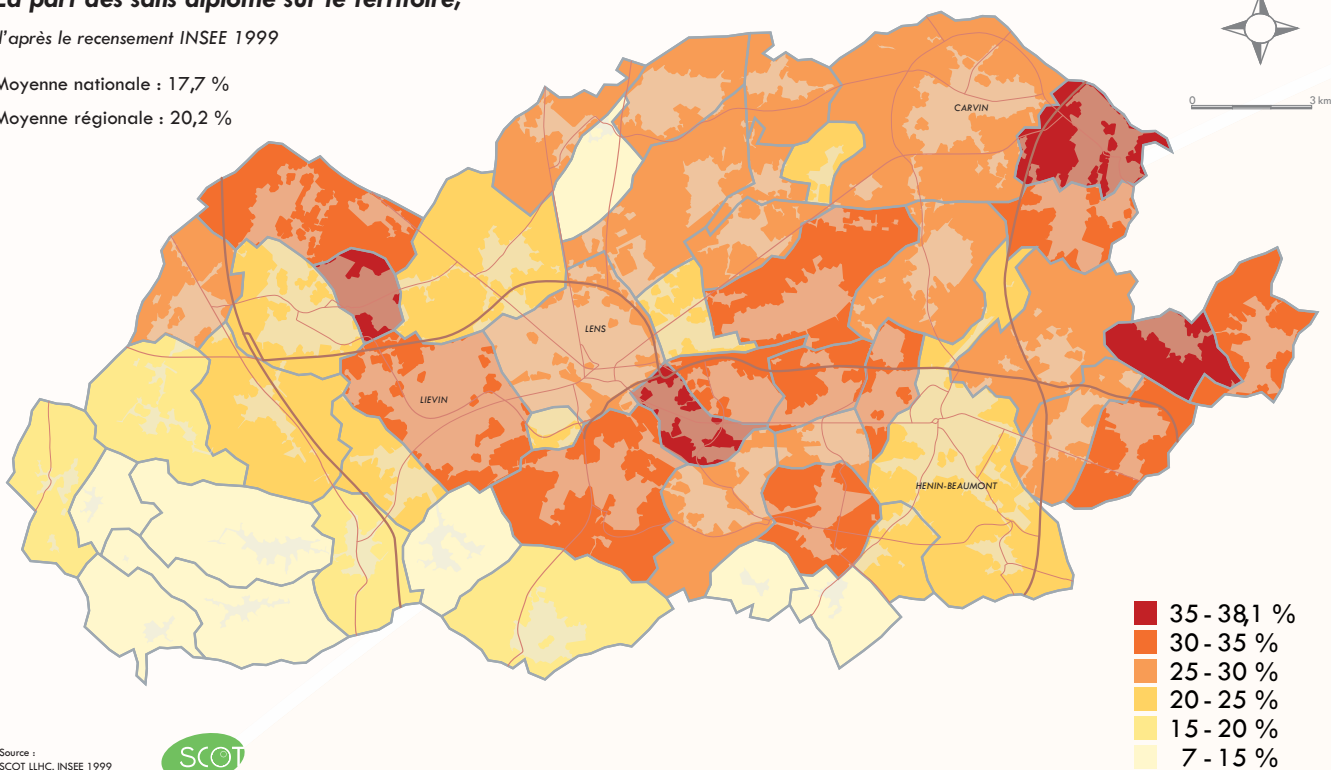 La part des sans diplôme sur le territoire,
d'après le recensement INSEE 1999
Moyenne nationale : 17,7 %
Moyenne régionale : 20,2 %
0 3 km
CARVIN
LENS
LIEVIN
HENIN-BEAUMONT
35 - 38,1 %
30 - 35 %
25 - 30 %
20 - 25 %
15 - 20 %
7 - 15 %
Source :
SCOT LLHC, INSEE 1999
SCOT